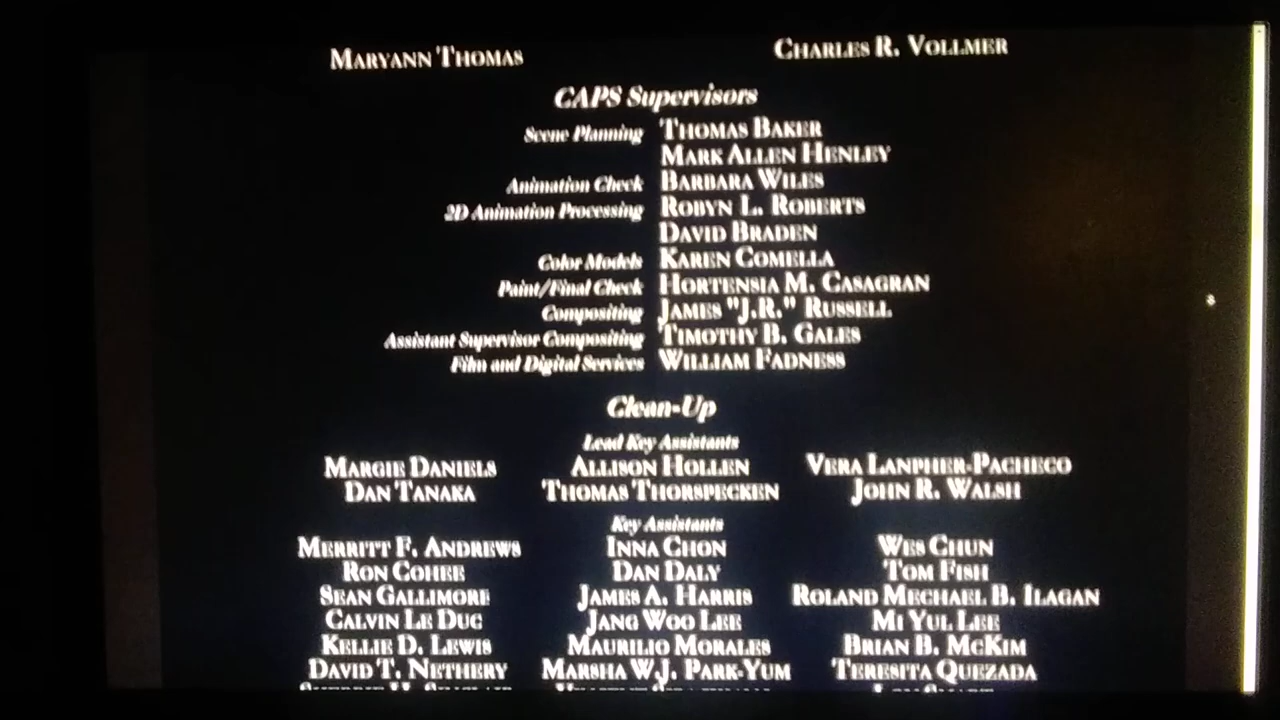 MARYANN THOMAS CHARLES R. VOLLMER
CAPS Supervisors
Scene Planning THOMAS BAKER
MARK ALLEN HENLEY
Animation Check BARBARA WILES
2D Animation Processing ROBYN L. ROBERTS
DAVID BRADEN
Color Models KAREN COMELLA
Paint/Final Check HORTENSIA M. CASAGRAN
Compositing JAMES "J.R." RUSSELL
Assistant Supervisor Compositing TIMOTHY B. GALES
Film and Digital Services WILLIAM FADNESS
Clean-Up
Lead Key Assistants
MARGIE DANIELS ALLISON HOLLEN VERA LANPHER-PACHECO
DAN TANAKA THOMAS THORSPECKEN JOHN R. WALSH
Key Assistants
MERRITT F. ANDREWS INNA CHON WES CHUN
RON COHEE DAN DALY TOM FISH
SEAN GALLIMORE JAMES A. HARRIS ROLAND MECHAEL B. ILAGAN
CALVIN LE DUC JANG WOO LEE MI YUL LEE
KELLIE D. LEWIS MAURILIO MORALES BRIAN B. MCKIM
DAVID T. NETHERY MARSHA W.J. PARK-YUM TERESITA QUEZADA